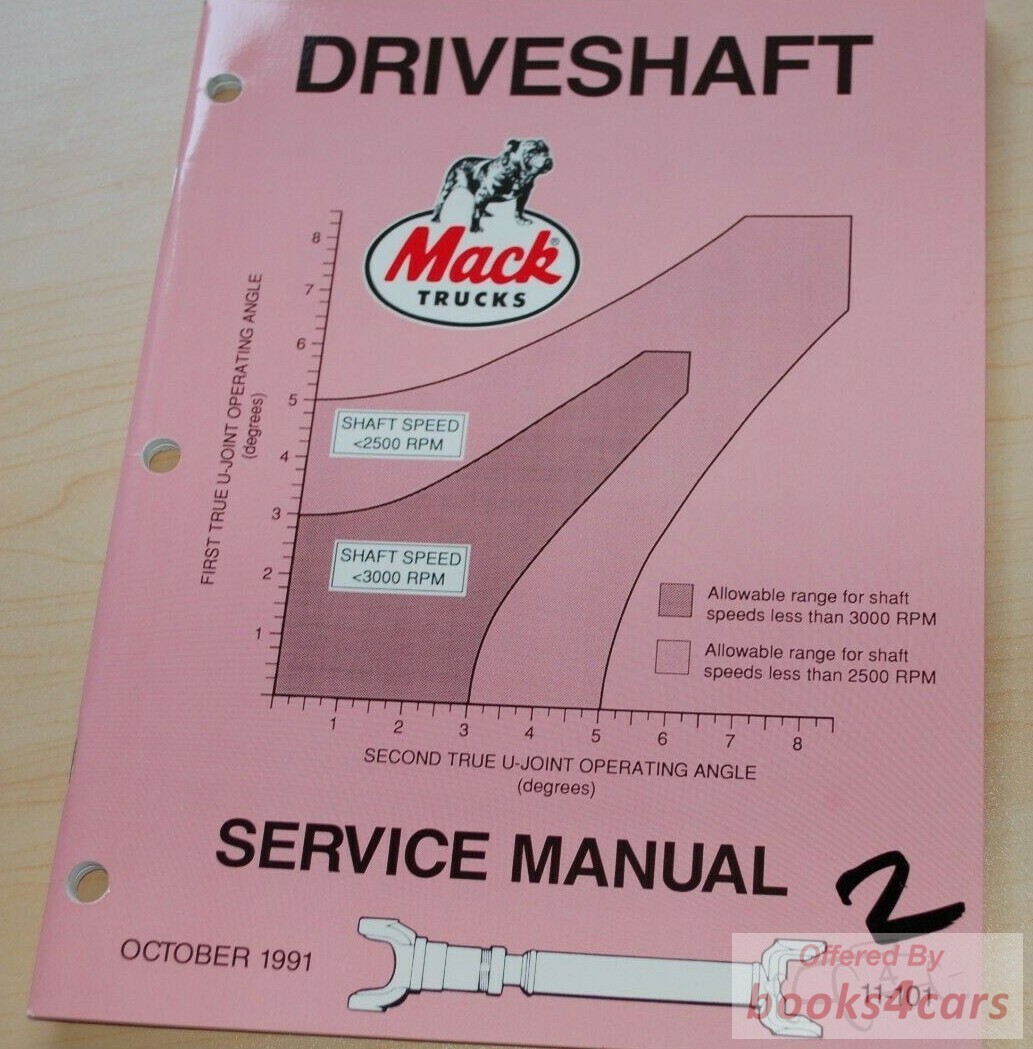 DRIVESHAFT
Mack®
TRUCKS
8
7
6
5
4
3
2
1
FIRST TRUE U-JOINT OPERATING ANGLE
(degrees)
SHAFT SPEED
<2500 RPM
SHAFT SPEED
<3000 RPM
Allowable range for shaft
speeds less than 3000 RPM
Allowable range for shaft
speeds less than 2500 RPM
1 2 3 4 5 6 7 8
SECOND TRUE U-JOINT OPERATING ANGLE
(degrees)
SERVICE MANUAL
2
OCTOBER 1991
11-101
Offered By
books4cars